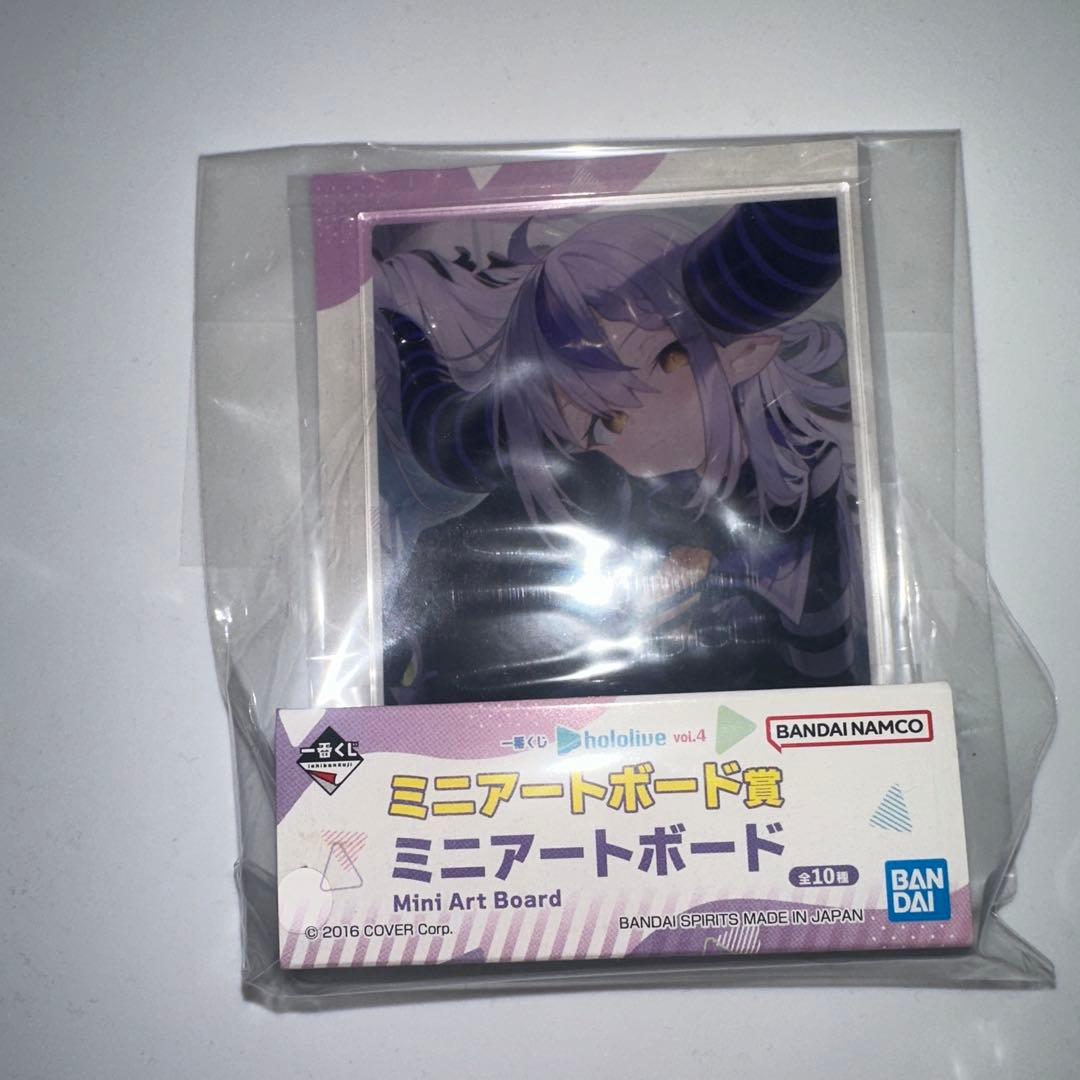 一番くじ
ichibankuji
一番くじ hololive vol.4
BANDAI NAMCO
ミニアートボード賞
ミニアートボード
全10種
Mini Art Board
BAN
DAI
© 2016 COVER Corp.
BANDAI SPIRITS MADE IN JAPAN